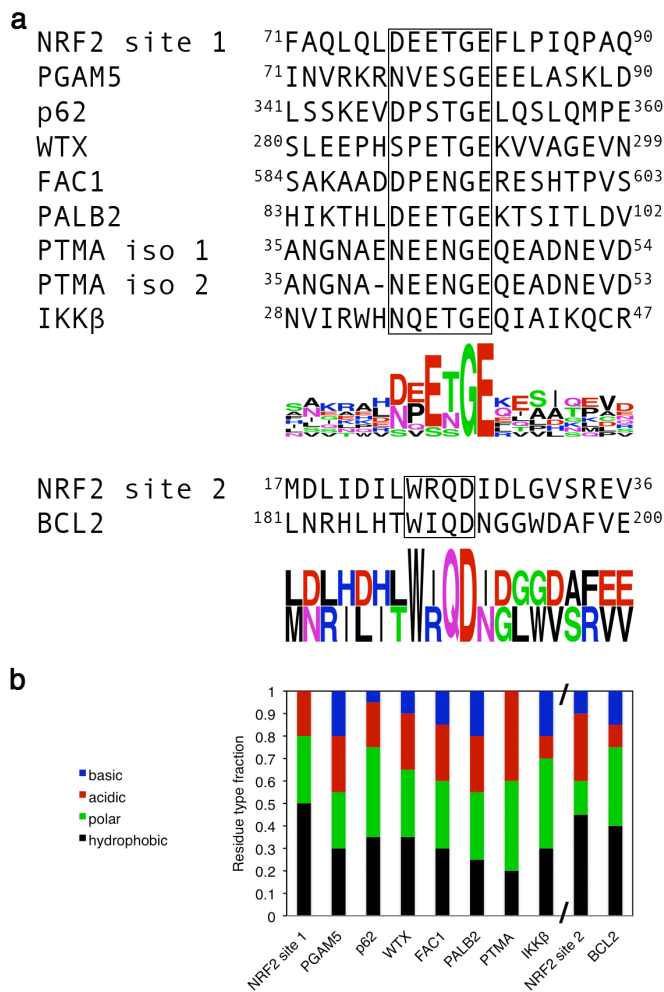 a
NRF2 site 1 71FAQLQLDEETGEFLPIQPAQ90
PGAM5 71INVRKRNVESGEEELASKLD90
p62 341LSSKEVDPSTGELQSLQMPE360
WTX 280SLEEPHSPETGEKVVAGEVN299
FAC1 584SAKAADDPENGERESHTPVS603
PALB2 83HIKTHLDEETGEKTSITLDV102
PTMA iso 1 35ANGNAENEENGEQEADNEVD54
PTMA iso 2 35ANGNA-NEENGEQEADNEVD53
IKKβ 28NVIRWHNQETGEQIAIKQCR47
NRF2 site 2 17MDLIDILWRQDIDLGVSREV36
BCL2 181LNRHLHTWIQDNGGWDAFVE200
LDLHDHLWIQDIDGGDAFEE
MNRILITWRQDNGLWVSRVV
b
Residue type fraction
1
0.9
0.8
0.7
0.6
0.5
0.4
0.3
0.2
0.1
0
basic
acidic
polar
hydrophobic
NRF2 site 1
PGAM5
p62
WTX
FAC1
PALB2
PTMA
IKKβ
NRF2 site 2
BCL2